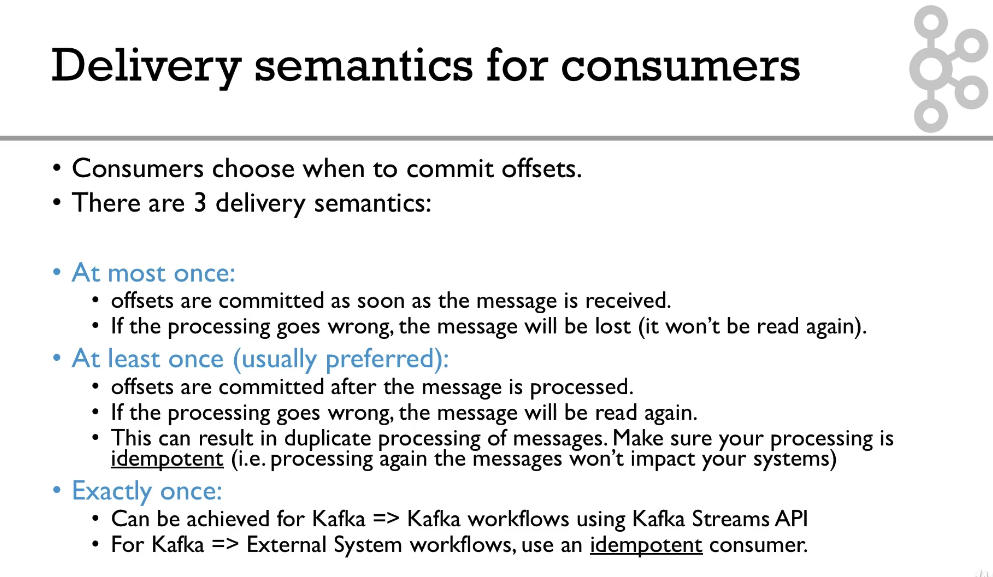 Delivery semantics for consumers
• Consumers choose when to commit offsets.
• There are 3 delivery semantics:
• At most once:
• offsets are committed as soon as the message is received.
• If the processing goes wrong, the message will be lost (it won't be read again).
• At least once (usually preferred):
• offsets are committed after the message is processed.
• If the processing goes wrong, the message will be read again.
• This can result in duplicate processing of messages. Make sure your processing is
idempotent (i.e. processing again the messages won't impact your systems)
• Exactly once:
• Can be achieved for Kafka => Kafka workflows using Kafka Streams API
• For Kafka => External System workflows, use an idempotent consumer.